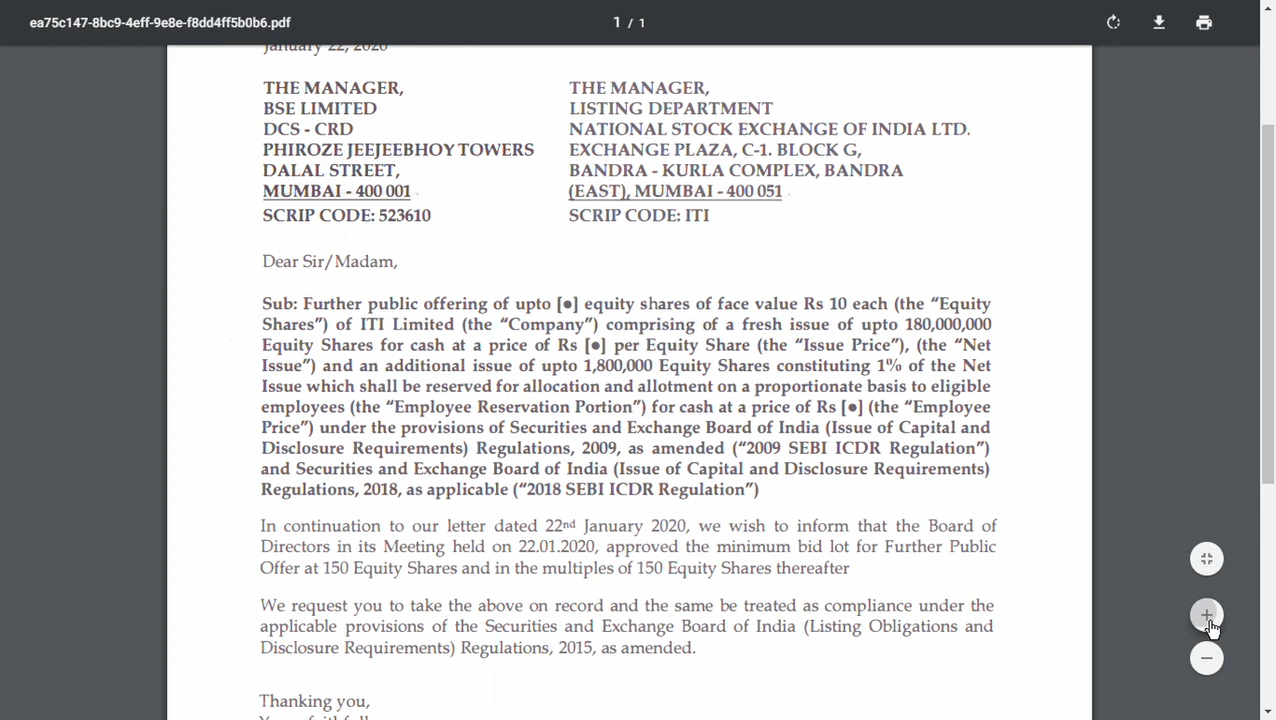 ea75c147-8bc9-4eff-9e8e-f8dd4ff5b0b6.pdf
1 / 1
January 22, 2020
THE MANAGER,
BSE LIMITED
DCS - CRD
PHIROZE JEEJEEBHOY TOWERS
DALAL STREET,
MUMBAI - 400 001
SCRIP CODE: 523610
THE MANAGER,
LISTING DEPARTMENT
NATIONAL STOCK EXCHANGE OF INDIA LTD.
EXCHANGE PLAZA, C-1. BLOCK G,
BANDRA - KURLA COMPLEX, BANDRA
(EAST), MUMBAI - 400 051
SCRIP CODE: ITI
Dear Sir/Madam,
Sub: Further public offering of upto [●] equity shares of face value Rs 10 each (the “Equity
Shares”) of ITI Limited (the “Company”) comprising of a fresh issue of upto 180,000,000
Equity Shares for cash at a price of Rs [●] per Equity Share (the “Issue Price”), (the “Net
Issue”) and an additional issue of upto 1,800,000 Equity Shares constituting 1% of the Net
Issue which shall be reserved for allocation and allotment on a proportionate basis to eligible
employees (the “Employee Reservation Portion”) for cash at a price of Rs [●] (the “Employee
Price”) under the provisions of Securities and Exchange Board of India (Issue of Capital and
Disclosure Requirements) Regulations, 2009, as amended (“2009 SEBI ICDR Regulation”)
and Securities and Exchange Board of India (Issue of Capital and Disclosure Requirements)
Regulations, 2018, as applicable (“2018 SEBI ICDR Regulation”)
In continuation to our letter dated 22nd January 2020, we wish to inform that the Board of
Directors in its Meeting held on 22.01.2020, approved the minimum bid lot for Further Public
Offer at 150 Equity Shares and in the multiples of 150 Equity Shares thereafter
We request you to take the above on record and the same be treated as compliance under the
applicable provisions of the Securities and Exchange Board of India (Listing Obligations and
Disclosure Requirements) Regulations, 2015, as amended.
Thanking you,